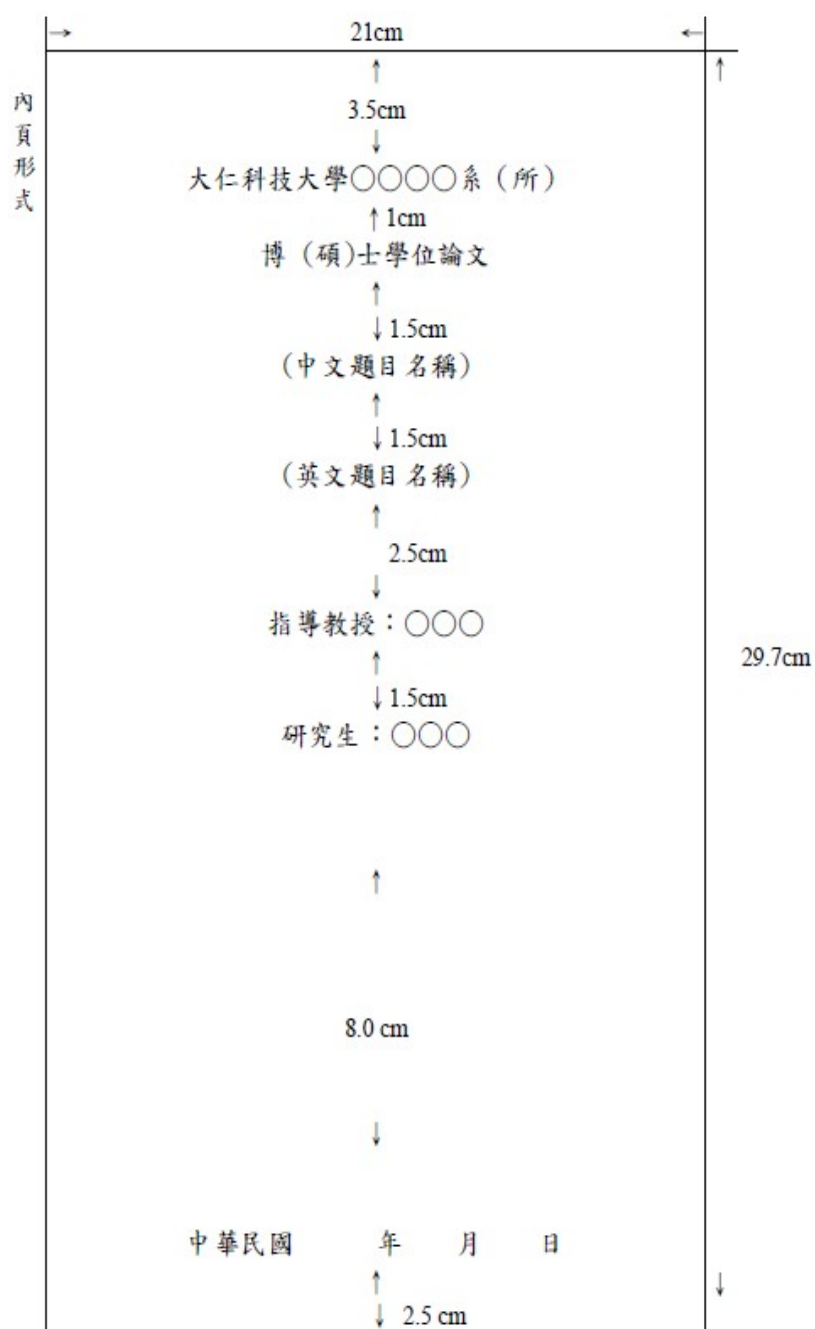 → 21cm ←
內頁形式
↑ ↑
3.5cm
↓
大仁科技大學○○○○系（所）
↑1cm
博（碩)士學位論文
↑
↓1.5cm
(中文題目名稱)
↑
↓1.5cm
(英文題目名稱)
↑
2.5cm
↓
指導教授：○○○
↑
29.7cm
↓1.5cm
研究生：○○○
↑
8.0 cm
↓
中華民國 年 月 日
↑ ↓
↓ 2.5 cm